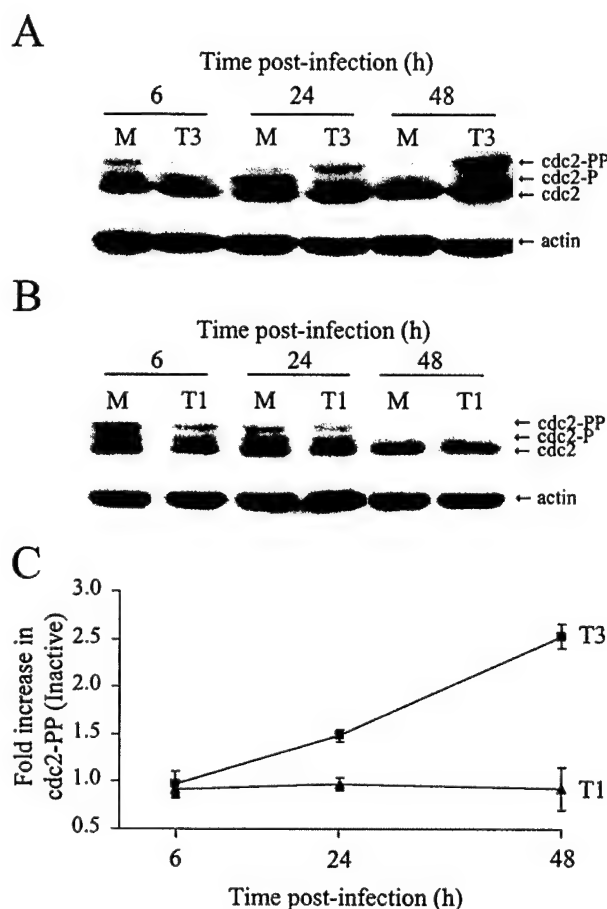 A
Time post-infection (h)
6 24 48
M T3 M T3 M T3
← cdc2-PP
← cdc2-P
← cdc2
← actin
B
Time post-infection (h)
6 24 48
M T1 M T1 M T1
← cdc2-PP
← cdc2-P
← cdc2
← actin
C
Fold increase in
cdc2-PP (Inactive)
3.0
2.5
2.0
1.5
1.0
0.5
T3
T1
6 24 48
Time post-infection (h)